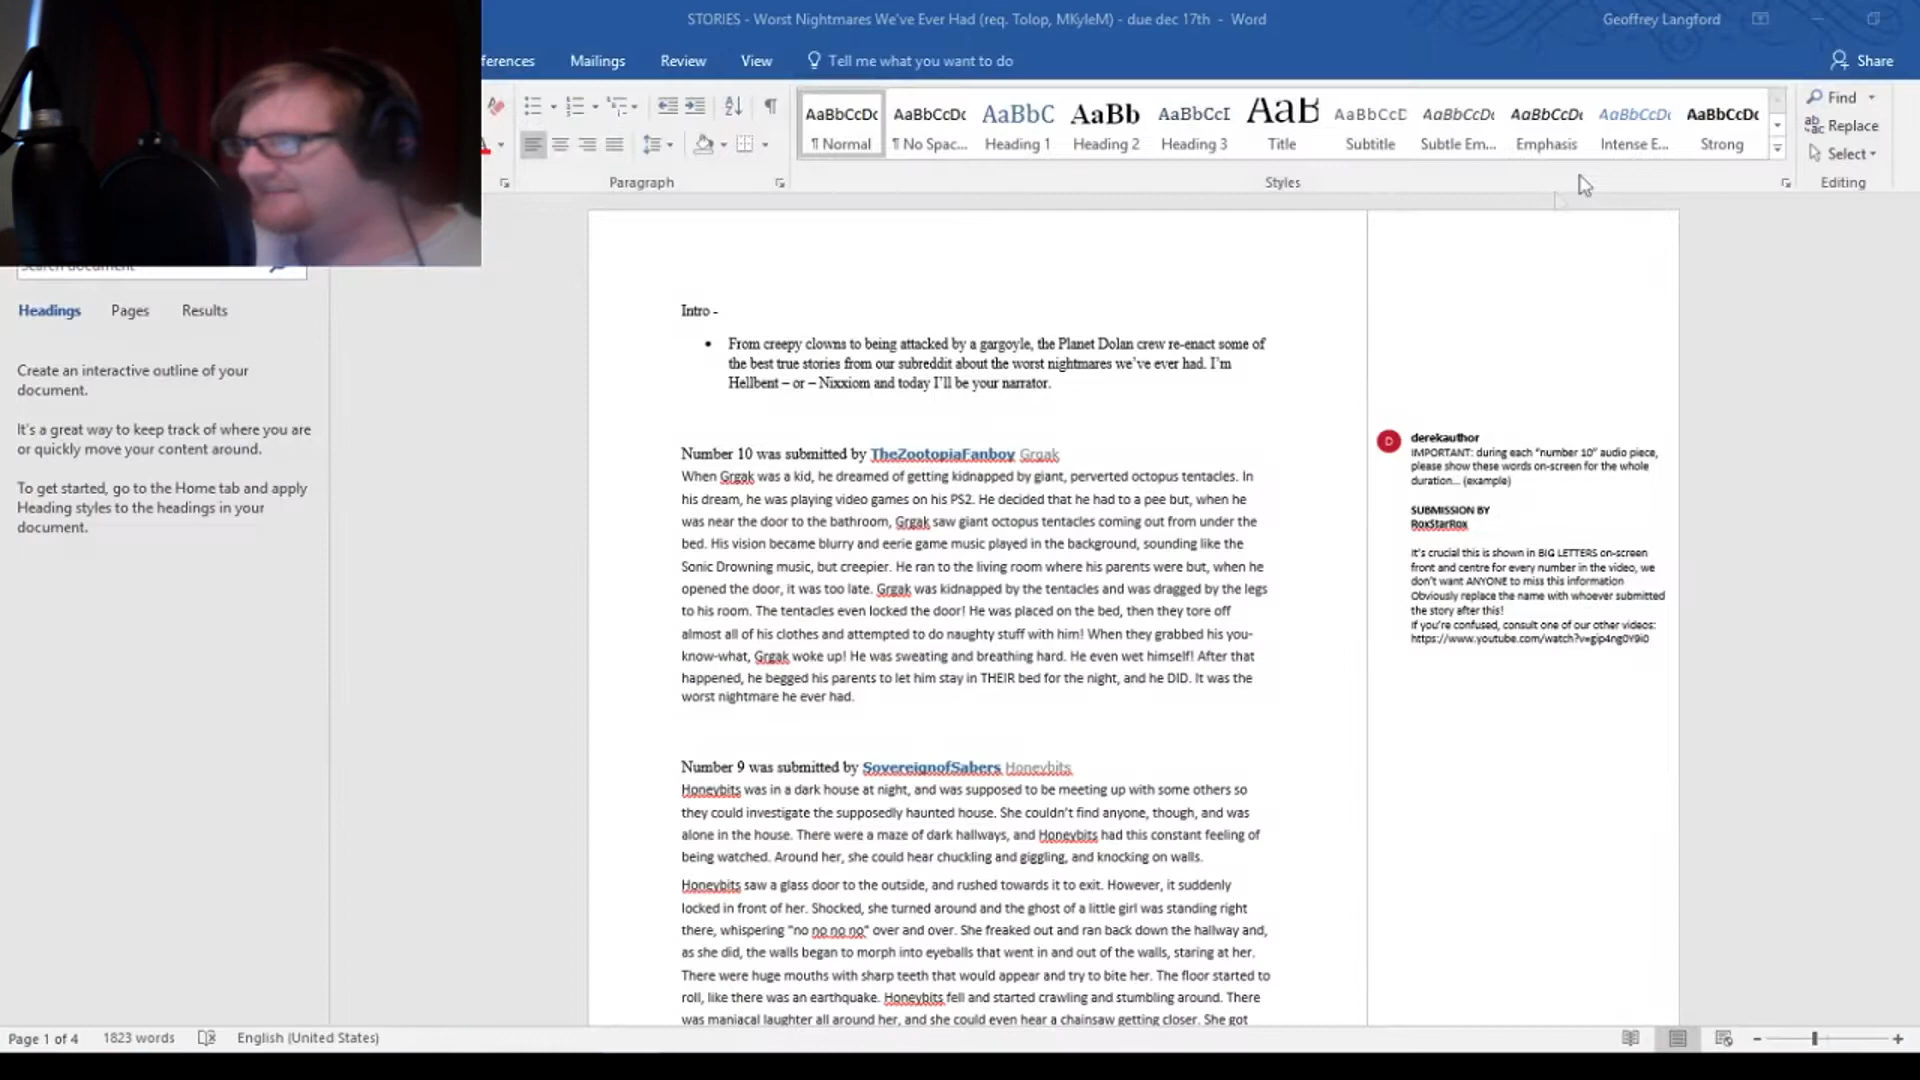 STORIES - Worst Nightmares We've Ever Had (req. Tolop, MKyleM) - due dec 17th - Word
Geoffrey Langford
ferences
Mailings
Review
View
Tell me what you want to do
Share
AaBbCcDc
AaBbCcDc
AaBbC
AaBb
AaBbCcI
AaB
AaBbCcD
AaBbCcDc
AaBbCcDc
AaBbCcDc
AaBbCcDc
Find
Replace
Select
¶ Normal
¶ No Spac...
Heading 1
Heading 2
Heading 3
Title
Subtitle
Subtle Em...
Emphasis
Intense E...
Strong
Paragraph
Styles
Editing
Search document
Headings
Pages
Results
Create an interactive outline of your
document.
It's a great way to keep track of where you are
or quickly move your content around.
To get started, go to the Home tab and apply
Heading styles to the headings in your
document.
Intro -
• From creepy clowns to being attacked by a gargoyle, the Planet Dolan crew re-enact some of
the best true stories from our subreddit about the worst nightmares we've ever had. I'm
Hellbent – or – Nixxiom and today I'll be your narrator.
Number 10 was submitted by TheZootopiaFanboy Grgak
When Grgak was a kid, he dreamed of getting kidnapped by giant, perverted octopus tentacles. In
his dream, he was playing video games on his PS2. He decided that he had to a pee but, when he
was near the door to the bathroom, Grgak saw giant octopus tentacles coming out from under the
bed. His vision became blurry and eerie game music played in the background, sounding like the
Sonic Drowning music, but creepier. He ran to the living room where his parents were but, when he
opened the door, it was too late. Grgak was kidnapped by the tentacles and was dragged by the legs
to his room. The tentacles even locked the door! He was placed on the bed, then they tore off
almost all of his clothes and attempted to do naughty stuff with him! When they grabbed his you-
know-what, Grgak woke up! He was sweating and breathing hard. He even wet himself! After that
happened, he begged his parents to let him stay in THEIR bed for the night, and he DID. It was the
worst nightmare he ever had.
Number 9 was submitted by SovereignofSabers Honeybits
Honeybits was in a dark house at night, and was supposed to be meeting up with some others so
they could investigate the supposedly haunted house. She couldn't find anyone, though, and was
alone in the house. There were a maze of dark hallways, and Honeybits had this constant feeling of
being watched. Around her, she could hear chuckling and giggling, and knocking on walls.
Honeybits saw a glass door to the outside, and rushed towards it to exit. However, it suddenly
locked in front of her. Shocked, she turned around and the ghost of a little girl was standing right
there, whispering "no no no no" over and over. She freaked out and ran back down the hallway and,
as she did, the walls began to morph into eyeballs that went in and out of the walls, staring at her.
There were huge mouths with sharp teeth that would appear and try to bite her. The floor started to
roll, like there was an earthquake. Honeybits fell and started crawling and stumbling around. There
was maniacal laughter all around her, and she could even hear a chainsaw getting closer. She got
D
derekauthor
IMPORTANT: during each "number 10" audio piece,
please show these words on-screen for the whole
duration... (example)
SUBMISSION BY
RoxStarRox
It's crucial this is shown in BIG LETTERS on-screen
front and centre for every number in the video, we
don't want ANYONE to miss this information
Obviously replace the name with whoever submitted
the story after this!
If you're confused, consult one of our other videos:
https://www.youtube.com/watch?v=gip4ng0Y9i0
Page 1 of 4
1823 words
English (United States)